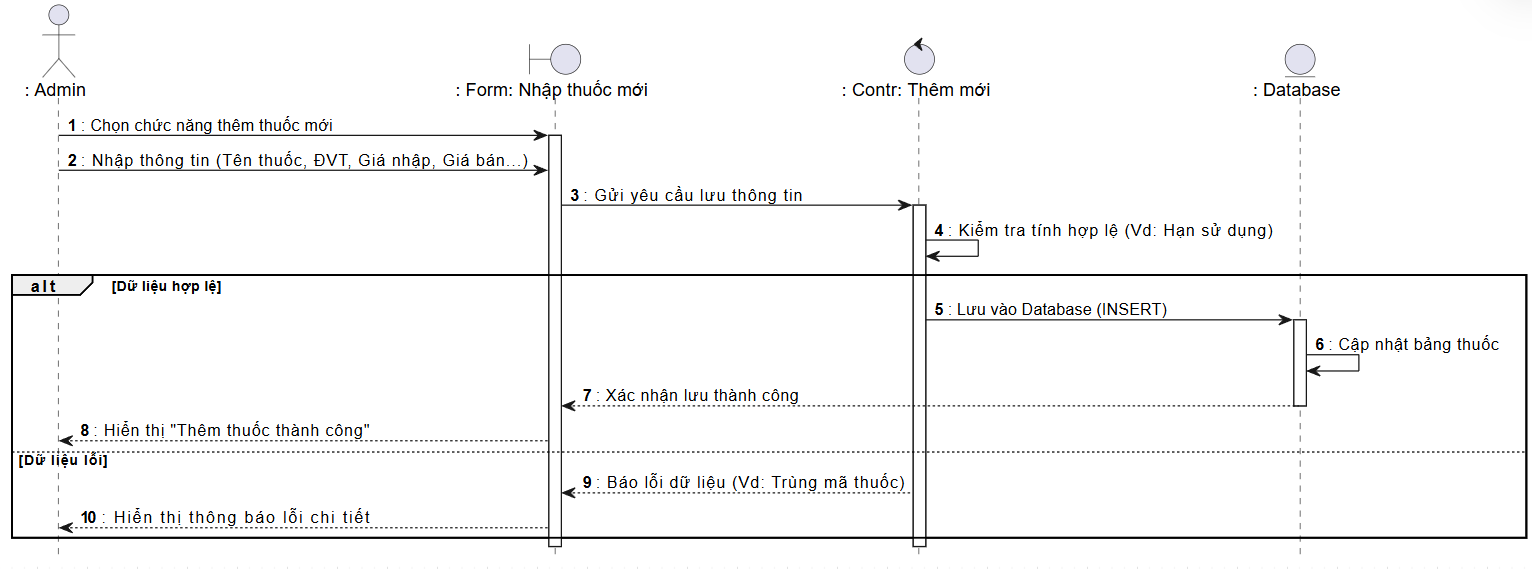 : Admin
: Form: Nhập thuốc mới
: Contr: Thêm mới
: Database
1 : Chọn chức năng thêm thuốc mới
2 : Nhập thông tin (Tên thuốc, ĐVT, Giá nhập, Giá bán...)
3 : Gửi yêu cầu lưu thông tin
4 : Kiểm tra tính hợp lệ (Vd: Hạn sử dụng)
alt [Dữ liệu hợp lệ]
5 : Lưu vào Database (INSERT)
6 : Cập nhật bảng thuốc
7 : Xác nhận lưu thành công
8 : Hiển thị "Thêm thuốc thành công"
[Dữ liệu lỗi]
9 : Báo lỗi dữ liệu (Vd: Trùng mã thuốc)
10 : Hiển thị thông báo lỗi chi tiết